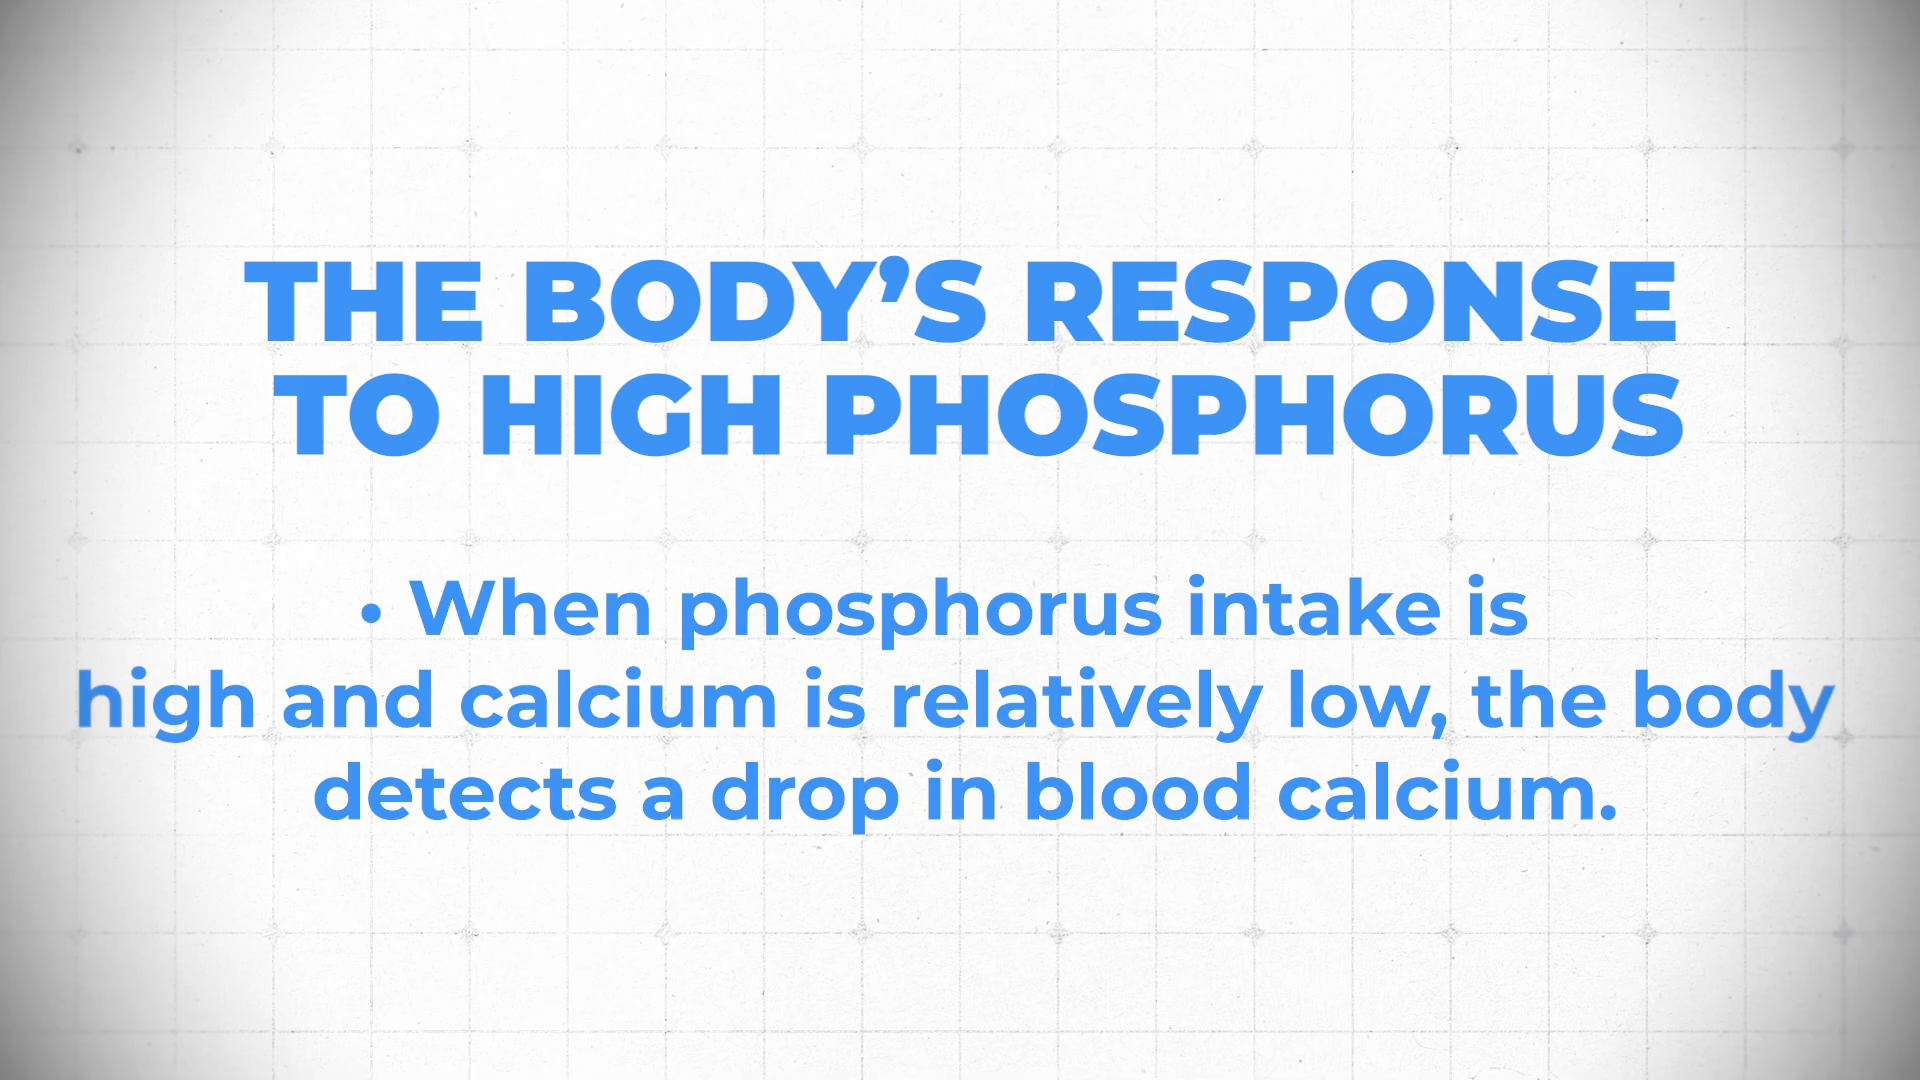 THE BODY’S RESPONSE
TO HIGH PHOSPHORUS
• When phosphorus intake is
high and calcium is relatively low, the body
detects a drop in blood calcium.